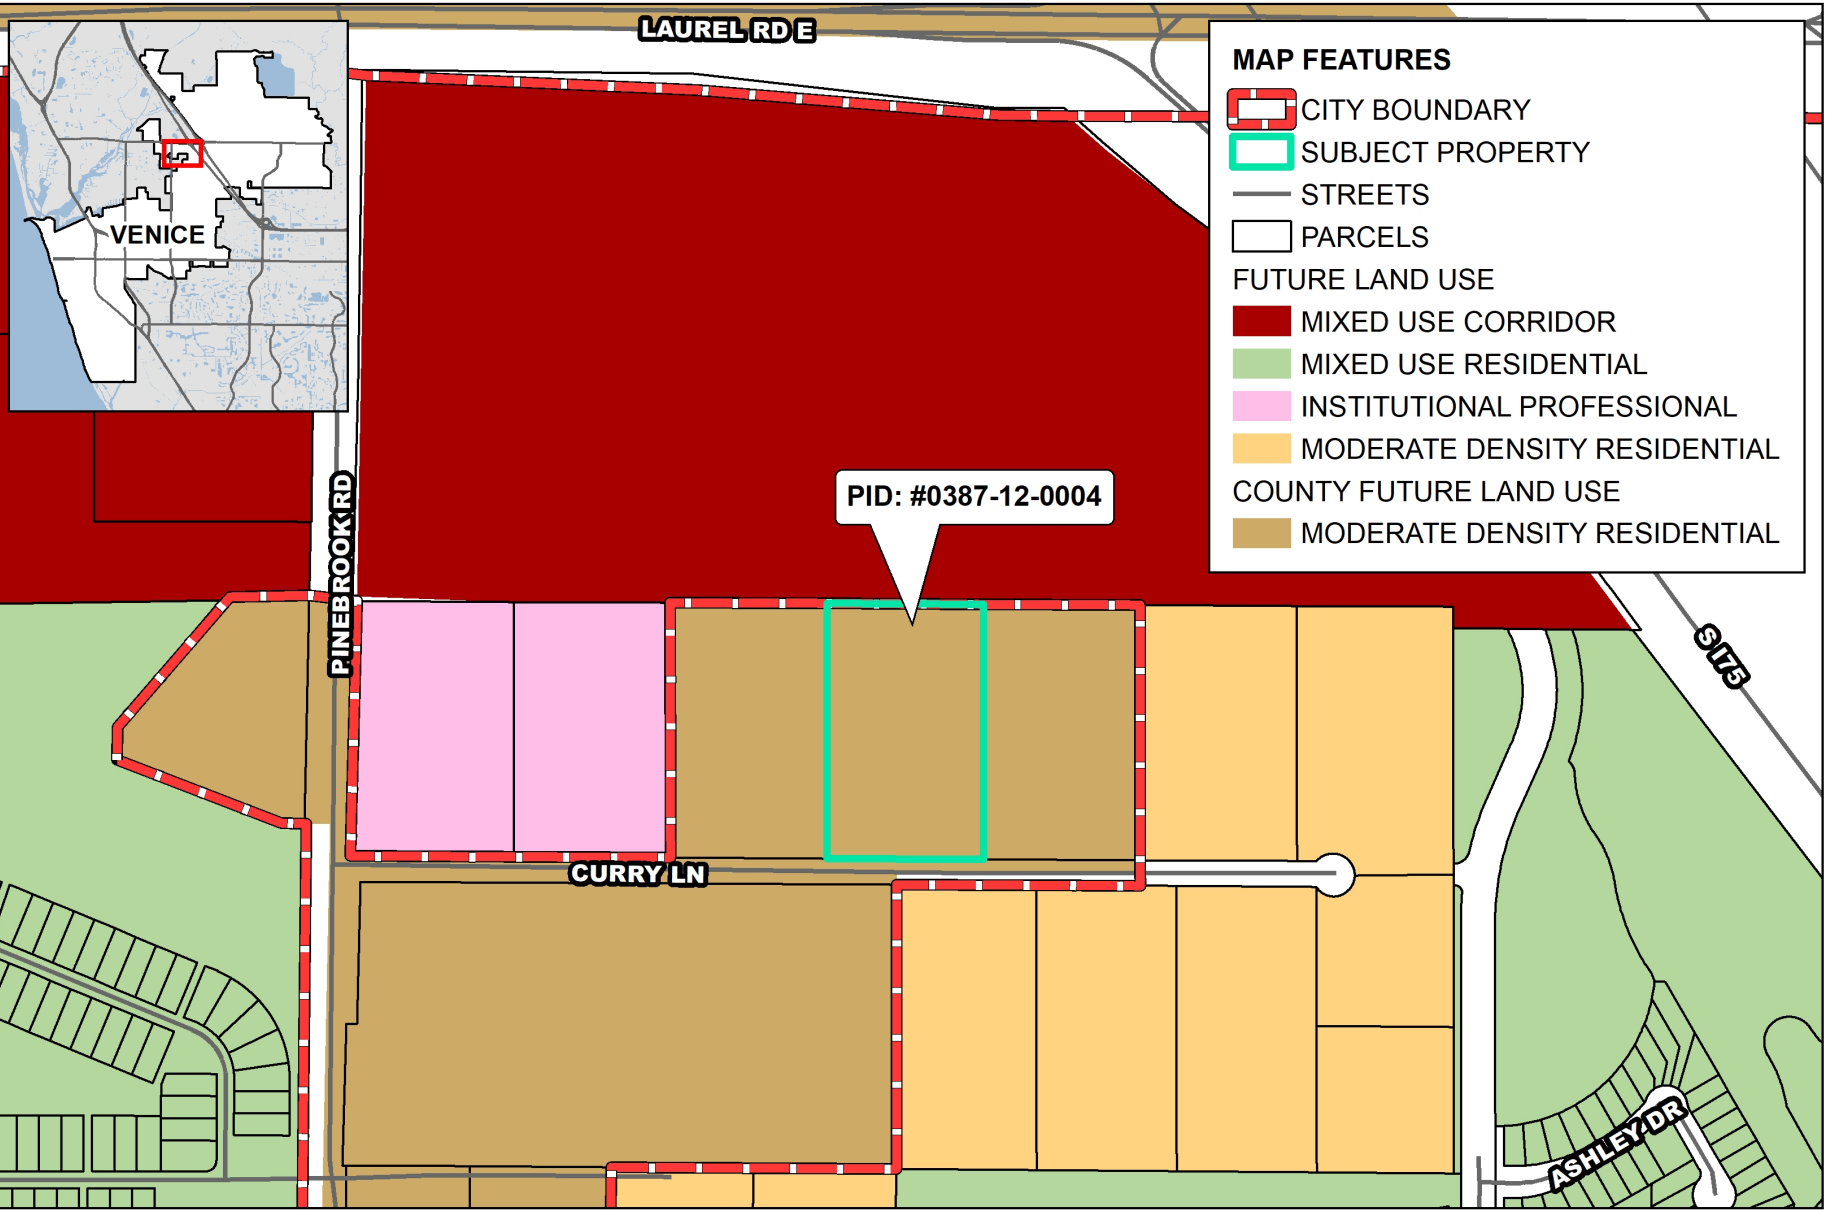 LAUREL RD E
VENICE
MAP FEATURES
CITY BOUNDARY
SUBJECT PROPERTY
STREETS
PARCELS
FUTURE LAND USE
MIXED USE CORRIDOR
MIXED USE RESIDENTIAL
INSTITUTIONAL PROFESSIONAL
MODERATE DENSITY RESIDENTIAL
COUNTY FUTURE LAND USE
MODERATE DENSITY RESIDENTIAL
PID: #0387-12-0004
PINEBROOK RD
S I75
CURRY LN
ASHLEY DR